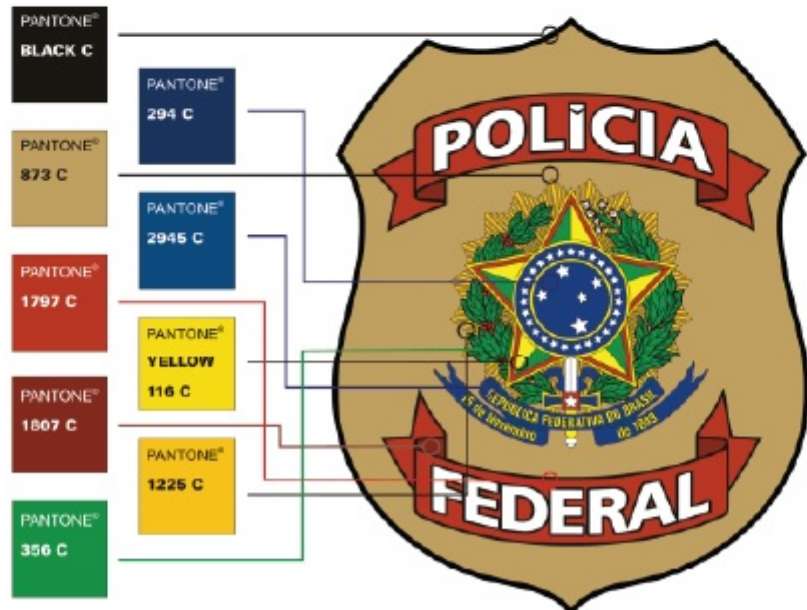 PANTONE®
BLACK C
PANTONE®
294 C
PANTONE®
873 C
PANTONE®
2945 C
PANTONE®
1797 C
PANTONE®
YELLOW
116 C
PANTONE®
1807 C
PANTONE®
1225 C
PANTONE®
356 C
POLÍCIA
REPÚBLICA FEDERATIVA DO BRASIL
15 de Novembro
de 1889
FEDERAL